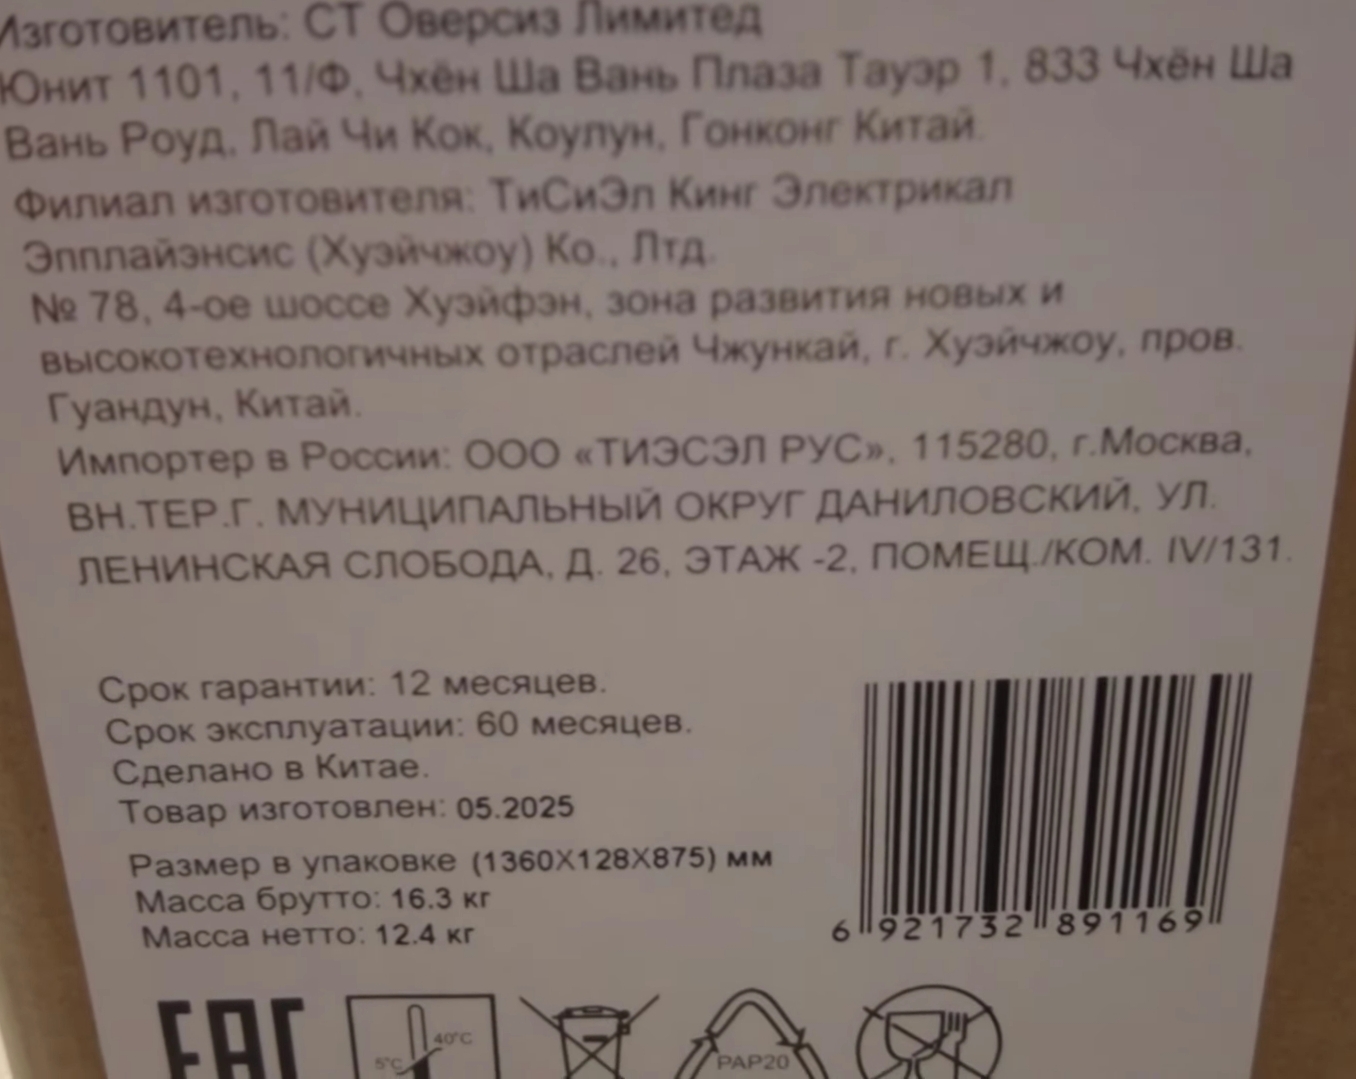 Изготовитель: СТ Оверсиз Лимитед
Юнит 1101, 11/Ф, Чхён Ша Вань Плаза Тауэр 1, 833 Чхён Ша
Вань Роуд, Лай Чи Кок, Коулун, Гонконг Китай.
Филиал изготовителя: ТиСиЭл Кинг Электрикал
Эпплайэнсис (Хуэйчжоу) Ко., Лтд.
№ 78, 4-ое шоссе Хуэйфэн, зона развития новых и
высокотехнологичных отраслей Чжункай, г. Хуэйчжоу, пров.
Гуандун, Китай.
Импортер в России: ООО «ТИЭСЭЛ РУС», 115280, г.Москва,
ВН.ТЕР.Г. МУНИЦИПАЛЬНЫЙ ОКРУГ ДАНИЛОВСКИЙ, УЛ.
ЛЕНИНСКАЯ СЛОБОДА, Д. 26, ЭТАЖ -2, ПОМЕЩ./КОМ. IV/131.
Срок гарантии: 12 месяцев.
Срок эксплуатации: 60 месяцев.
Сделано в Китае.
Товар изготовлен: 05.2025
Размер в упаковке (1360X128X875) мм
Масса брутто: 16.3 кг
Масса нетто: 12.4 кг
6 921732 891169
EAC
40°C
5°C
PAP20